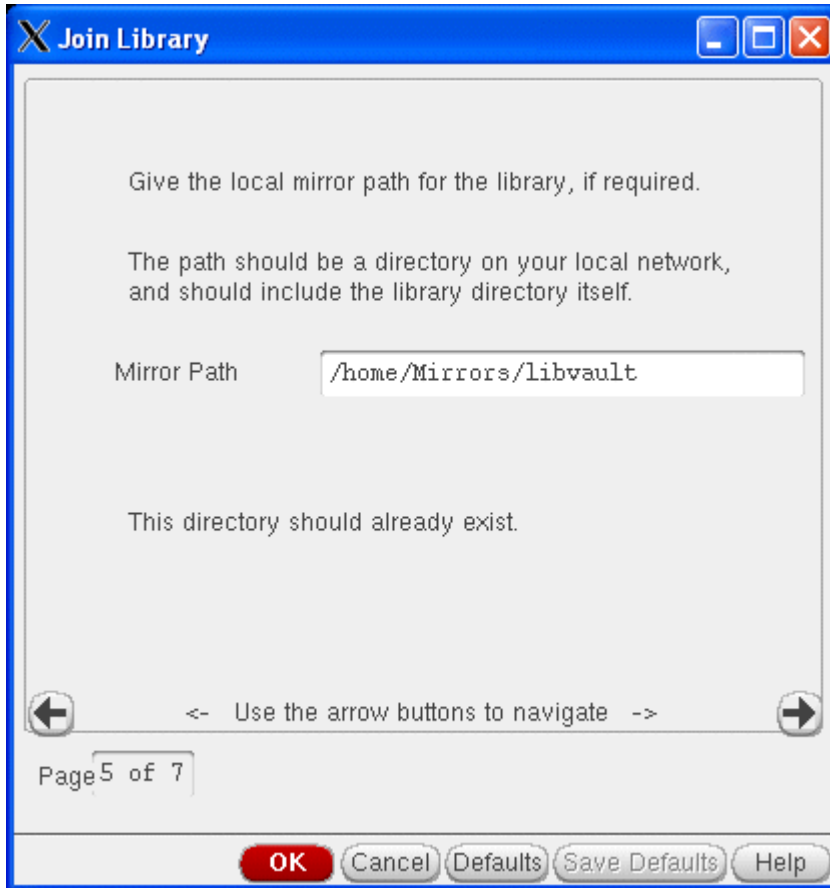 Join Library
Give the local mirror path for the library, if required.
The path should be a directory on your local network,
and should include the library directory itself.
Mirror Path /home/Mirrors/libvault
This directory should already exist.
<- Use the arrow buttons to navigate ->
Page 5 of 7
OK Cancel Defaults Save Defaults Help